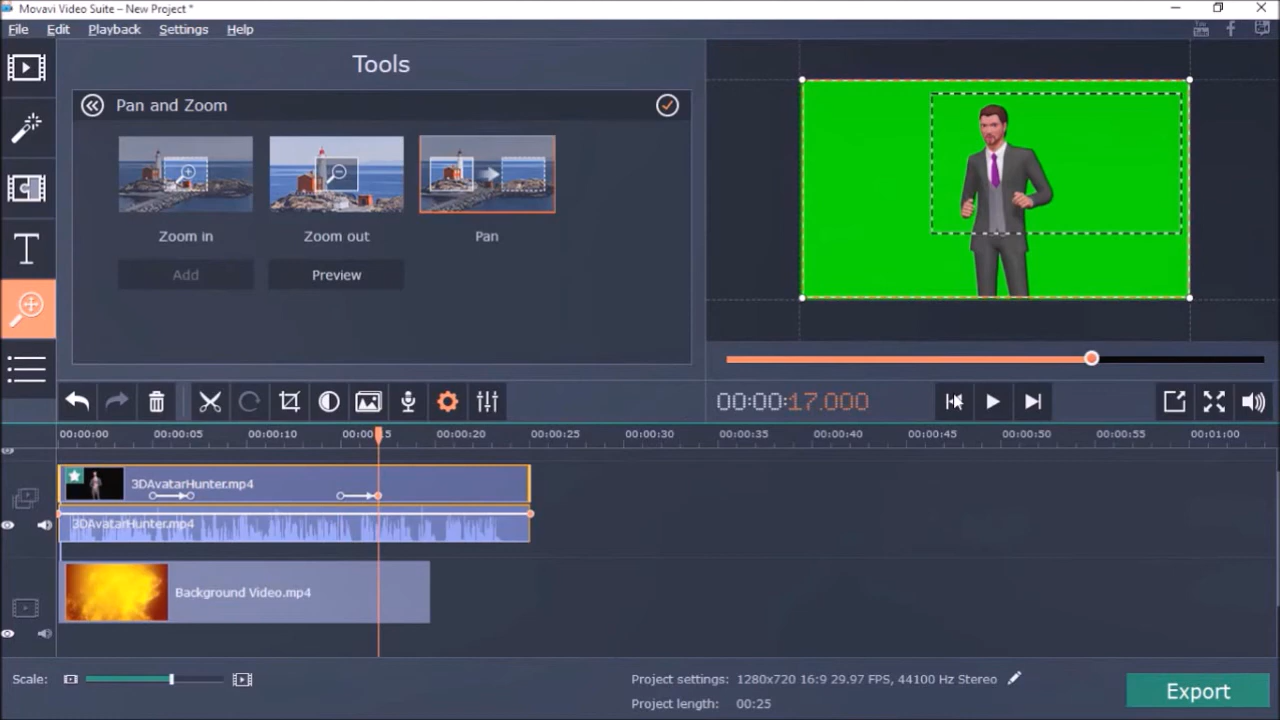 Movavi Video Suite – New Project *
File Edit Playback Settings Help
Tools
Pan and Zoom
Zoom in Zoom out Pan
Add Preview
00:00:17.000
00:00:00 00:00:05 00:00:10 00:00:15 00:00:20 00:00:25 00:00:30 00:00:35 00:00:40 00:00:45 00:00:50 00:00:55 00:01:00
3DAvatarHunter.mp4
3DAvatarHunter.mp4
Background Video.mp4
Scale: Project settings: 1280x720 16:9 29.97 FPS, 44100 Hz Stereo
Project length: 00:25
Export